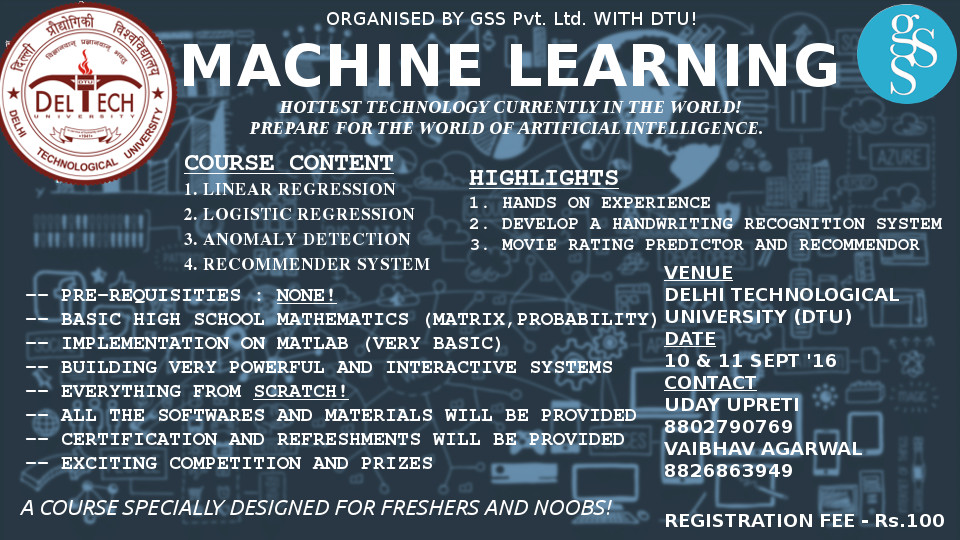 ORGANISED BY GSS Pvt. Ltd. WITH DTU!
MACHINE LEARNING
HOTTEST TECHNOLOGY CURRENTLY IN THE WORLD!
PREPARE FOR THE WORLD OF ARTIFICIAL INTELLIGENCE.
दिल्ली प्रौद्योगिकी विश्वविद्यालय
DTU
DELTECH
UNIVERSITY
DELHI TECHNOLOGICAL UNIVERSITY
gSSS
COURSE CONTENT
1. LINEAR REGRESSION
2. LOGISTIC REGRESSION
3. ANOMALY DETECTION
4. RECOMMENDER SYSTEM
HIGHLIGHTS
1. HANDS ON EXPERIENCE
2. DEVELOP A HANDWRITING RECOGNITION SYSTEM
3. MOVIE RATING PREDICTOR AND RECOMMENDOR
-- PRE-REQUISITIES : NONE!
-- BASIC HIGH SCHOOL MATHEMATICS (MATRIX,PROBABILITY)
-- IMPLEMENTATION ON MATLAB (VERY BASIC)
-- BUILDING VERY POWERFUL AND INTERACTIVE SYSTEMS
-- EVERYTHING FROM SCRATCH!
-- ALL THE SOFTWARES AND MATERIALS WILL BE PROVIDED
-- CERTIFICATION AND REFRESHMENTS WILL BE PROVIDED
-- EXCITING COMPETITION AND PRIZES
VENUE
DELHI TECHNOLOGICAL
UNIVERSITY (DTU)
DATE
10 & 11 SEPT '16
CONTACT
UDAY UPRETI
8802790769
VAIBHAV AGARWAL
8826863949
A COURSE SPECIALLY DESIGNED FOR FRESHERS AND NOOBS!
REGISTRATION FEE - Rs.100
AZURE